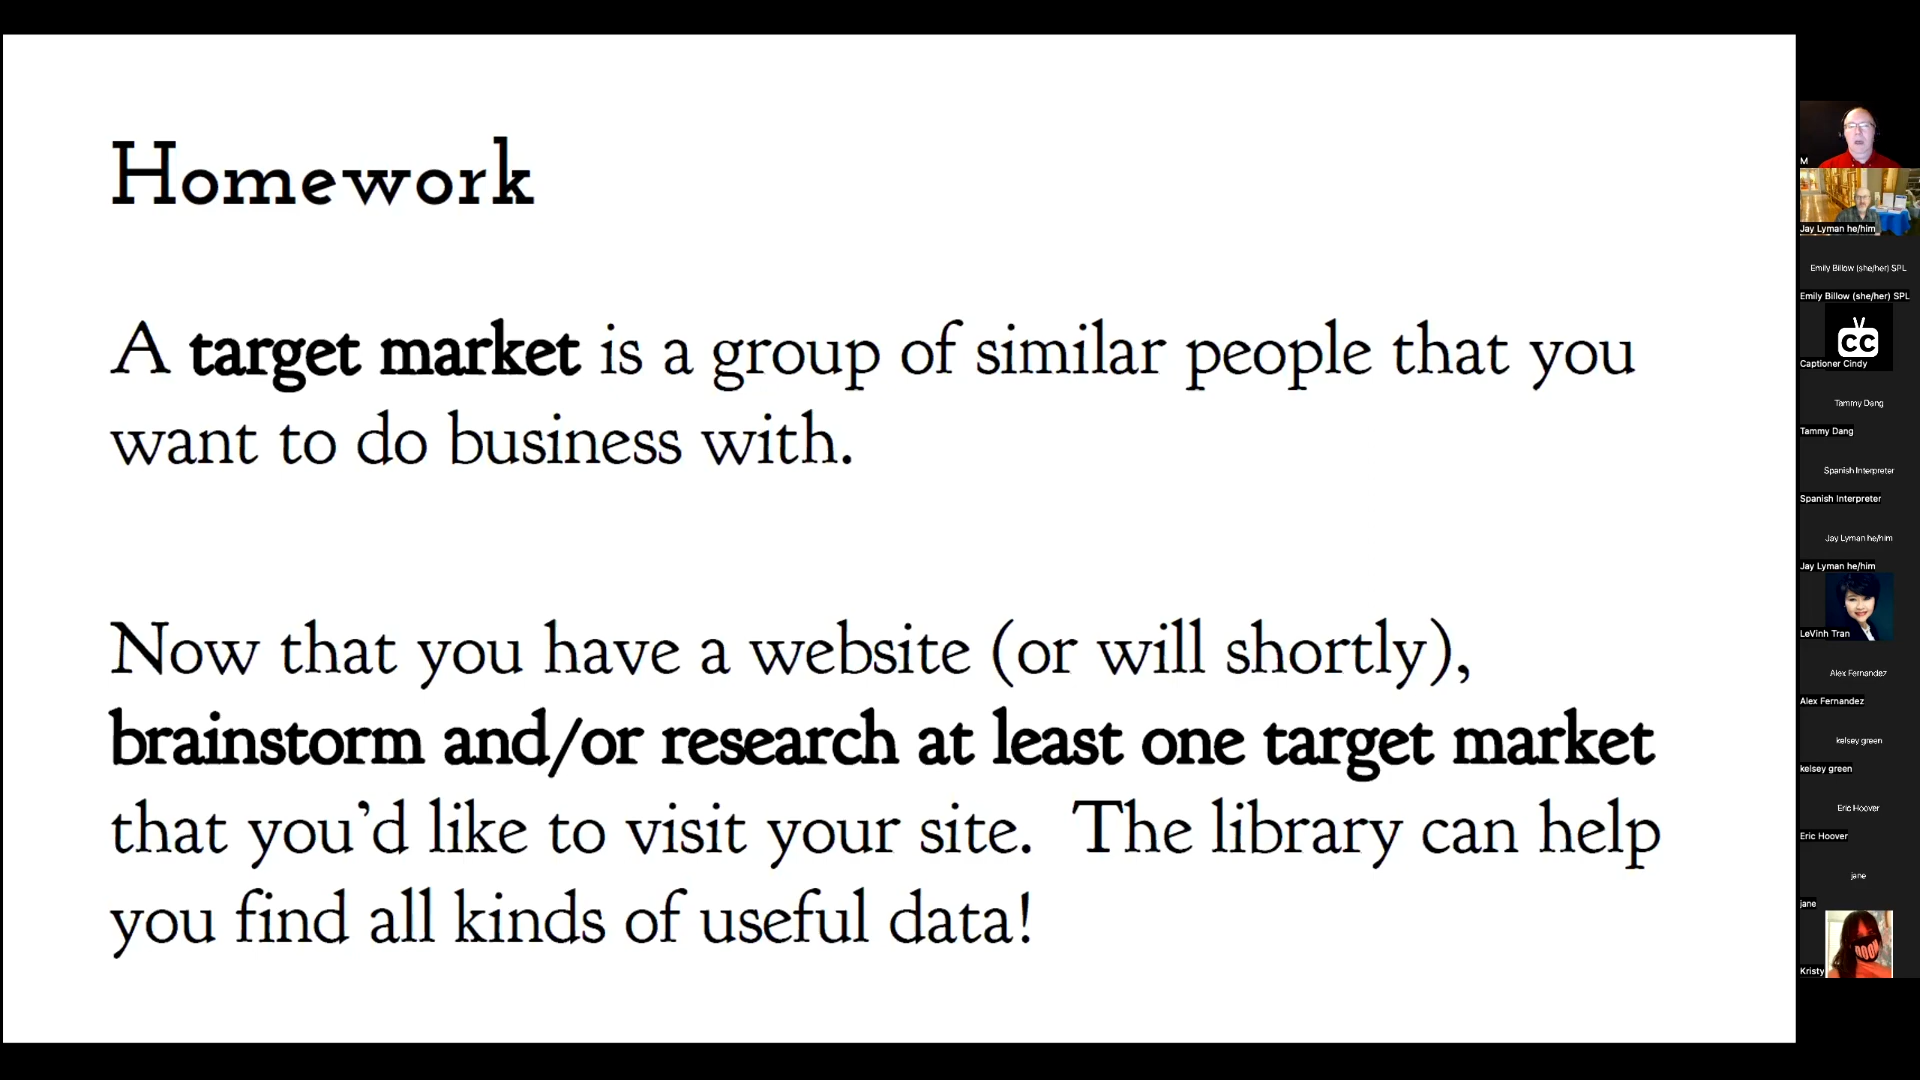 Homework
A target market is a group of similar people that you
want to do business with.
Now that you have a website (or will shortly),
brainstorm and/or research at least one target market
that you’d like to visit your site.  The library can help
you find all kinds of useful data!
M
Jay Lyman he/him
Emily Billow (she/her) SPL
Emily Billow (she/her) SPL
CC
Captioner Cindy
Tammy Dang
Tammy Dang
Spanish Interpreter
Spanish Interpreter
Jay Lyman he/him
Jay Lyman he/him
LeVinh Tran
Alex Fernandez
Alex Fernandez
kelsey green
kelsey green
Eric Hoover
Eric Hoover
jane
jane
Kristy